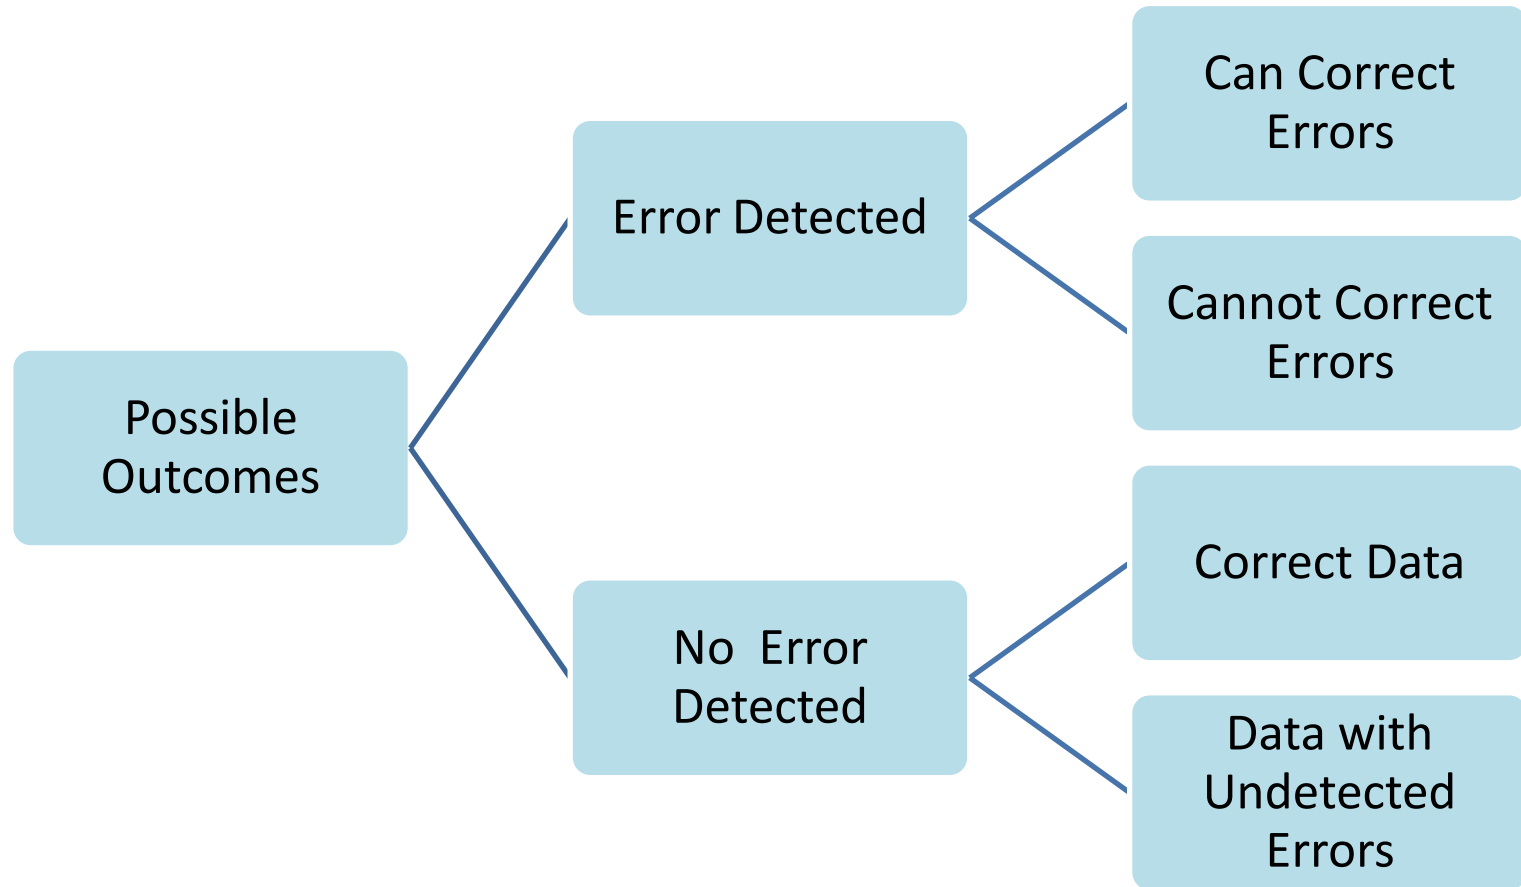 Possible
Outcomes
Error Detected
No  Error
Detected
Can Correct
Errors
Cannot Correct
Errors
Correct Data
Data with
Undetected
Errors